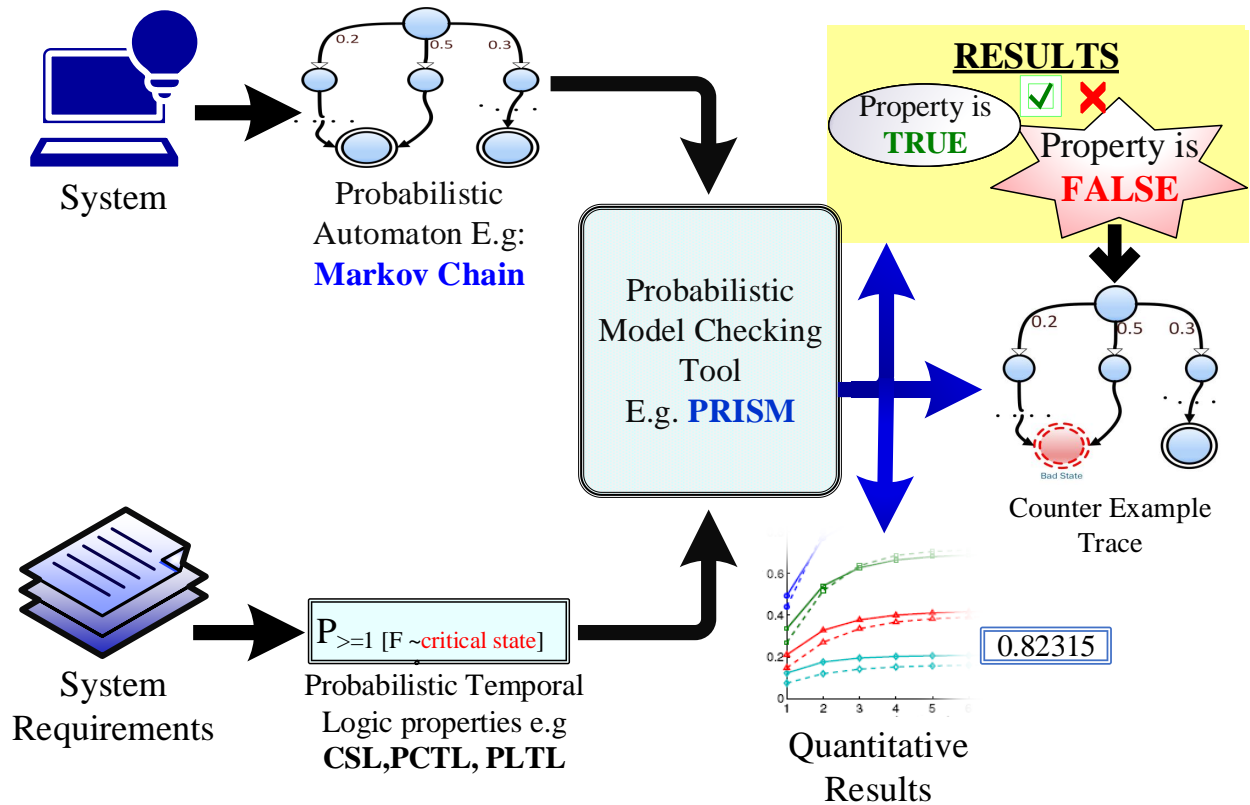 System
0.2
0.5
0.3
Probabilistic
Automaton E.g:
Markov Chain
System
Requirements
P>=1 [F ~critical state]
Probabilistic Temporal
Logic properties e.g
CSL,PCTL, PLTL
Probabilistic
Model Checking
Tool
E.g. PRISM
RESULTS
Property is
TRUE
Property is
FALSE
0.2
0.5
0.3
Bad State
Counter Example
Trace
0.6
0.4
0.2
0
1 2 3 4 5
0.82315
Quantitative
Results